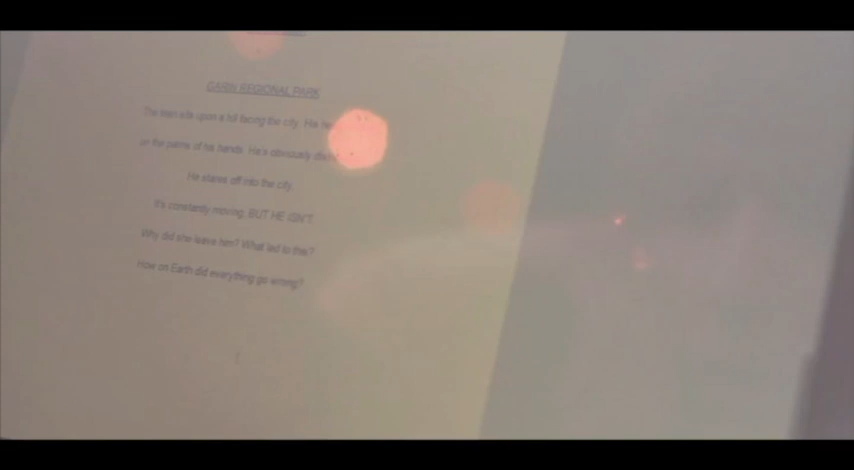 GARIN REGIONAL PARK
The man sits upon a hill facing the city. His
on the palms of his hands. He's obviously
He stares off into the city.
It's constantly moving, BUT HE ISN'T.
Why did she leave him? What led to this?
How on Earth did everything go wrong?